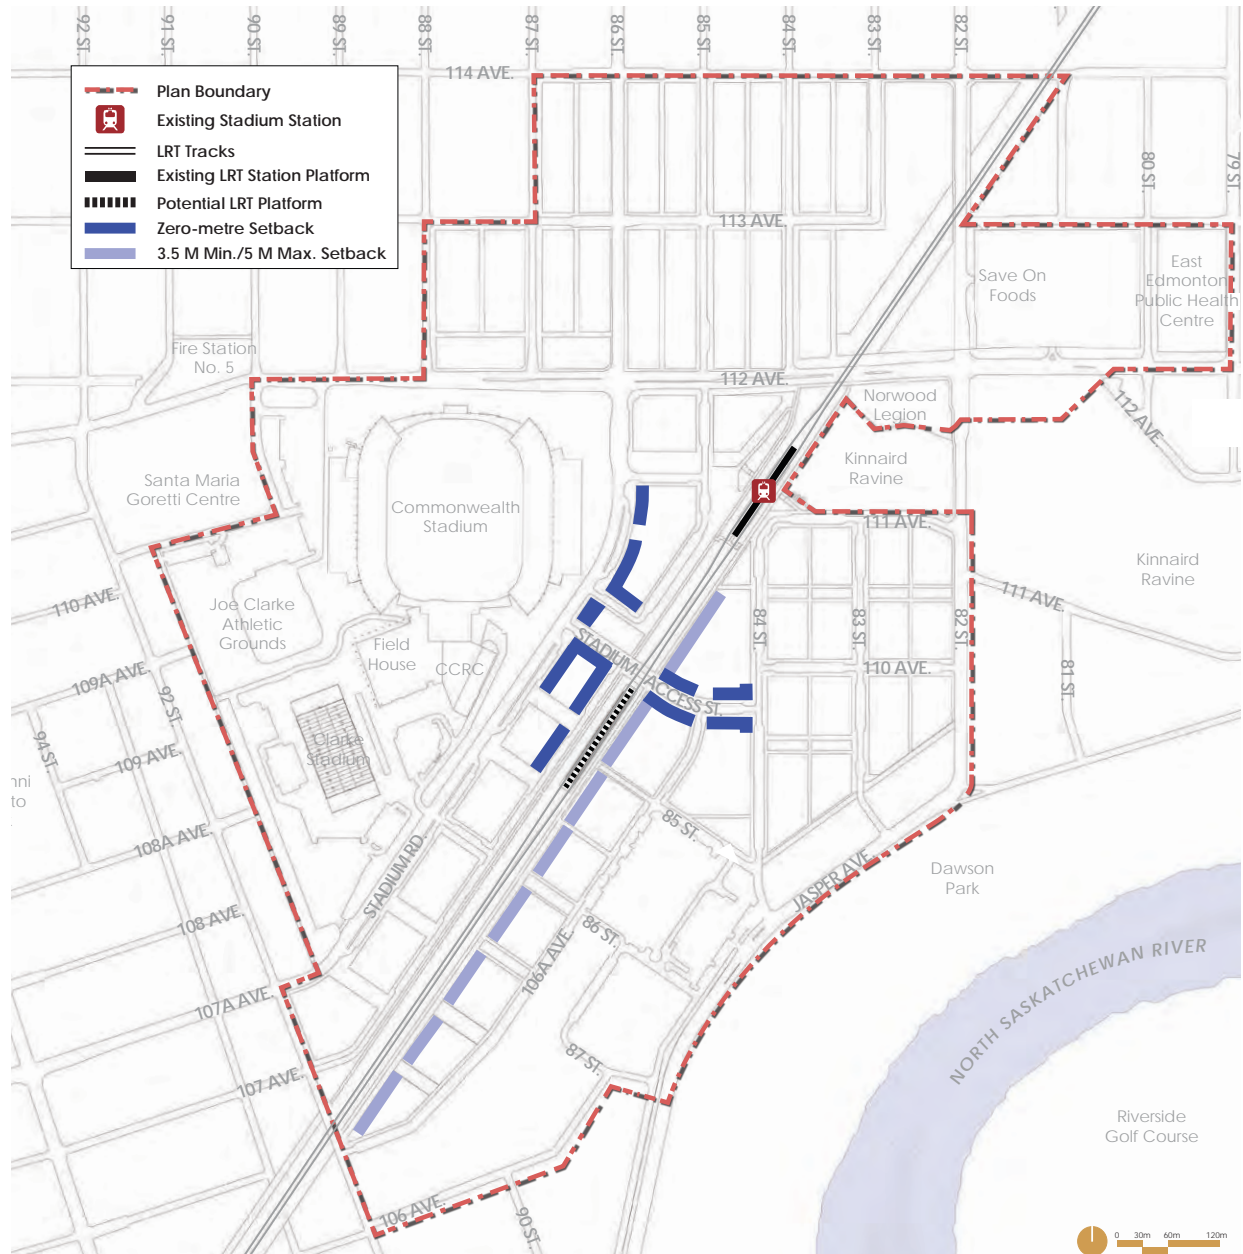 92 ST.
91 ST.
90 ST.
89 ST.
88 ST.
87 ST.
86 ST.
85 ST.
84 ST.
83 ST.
82 ST.
114 AVE.
Plan Boundary
Existing Stadium Station
LRT Tracks
Existing LRT Station Platform
Potential LRT Platform
Zero-metre Setback
3.5 M Min./5 M Max. Setback
80 ST.
79 ST.
113 AVE.
Save On
Foods
East
Edmonton
Public Health
Centre
Fire Station
No. 5
112 AVE.
Norwood
Legion
112 AVE.
Kinnaird
Ravine
Santa Maria
Goretti Centre
Commonwealth
Stadium
111 AVE.
Kinnaird
Ravine
110 AVE.
Joe Clarke
Athletic
Grounds
Field
House
CCRC
STADIUM
ACCESS ST.
84 ST.
83 ST.
82 ST.
111 AVE.
110 AVE.
81 ST.
109A AVE.
92 ST.
94 ST.
109 AVE.
Clarke
Stadium
nni
to
108A AVE.
STADIUM RD.
85 ST.
JASPER AVE.
Dawson
Park
108 AVE.
86 ST.
106A AVE.
107A AVE.
NORTH SASKATCHEWAN RIVER
87 ST.
107 AVE.
Riverside
Golf Course
106 AVE.
90 ST.
0 30m 60m 120m